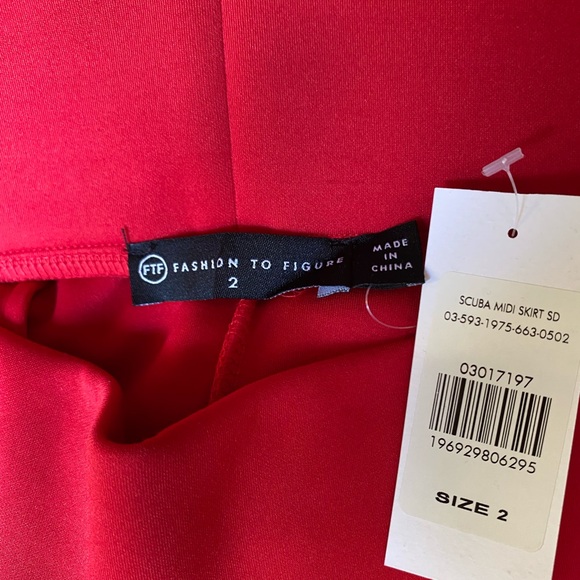 FTF FASHION TO FIGURE
2
MADE
IN
CHINA
SCUBA MIDI SKIRT SD
03-593-1975-663-0502
03017197
196929806295
SIZE 2